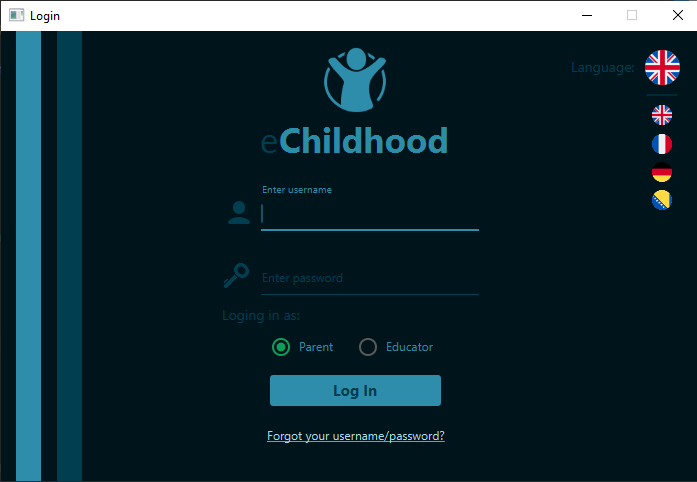 Login
Language:
eChildhood
Enter username
Enter password
Loging in as:
Parent
Educator
Log In
Forgot your username/password?